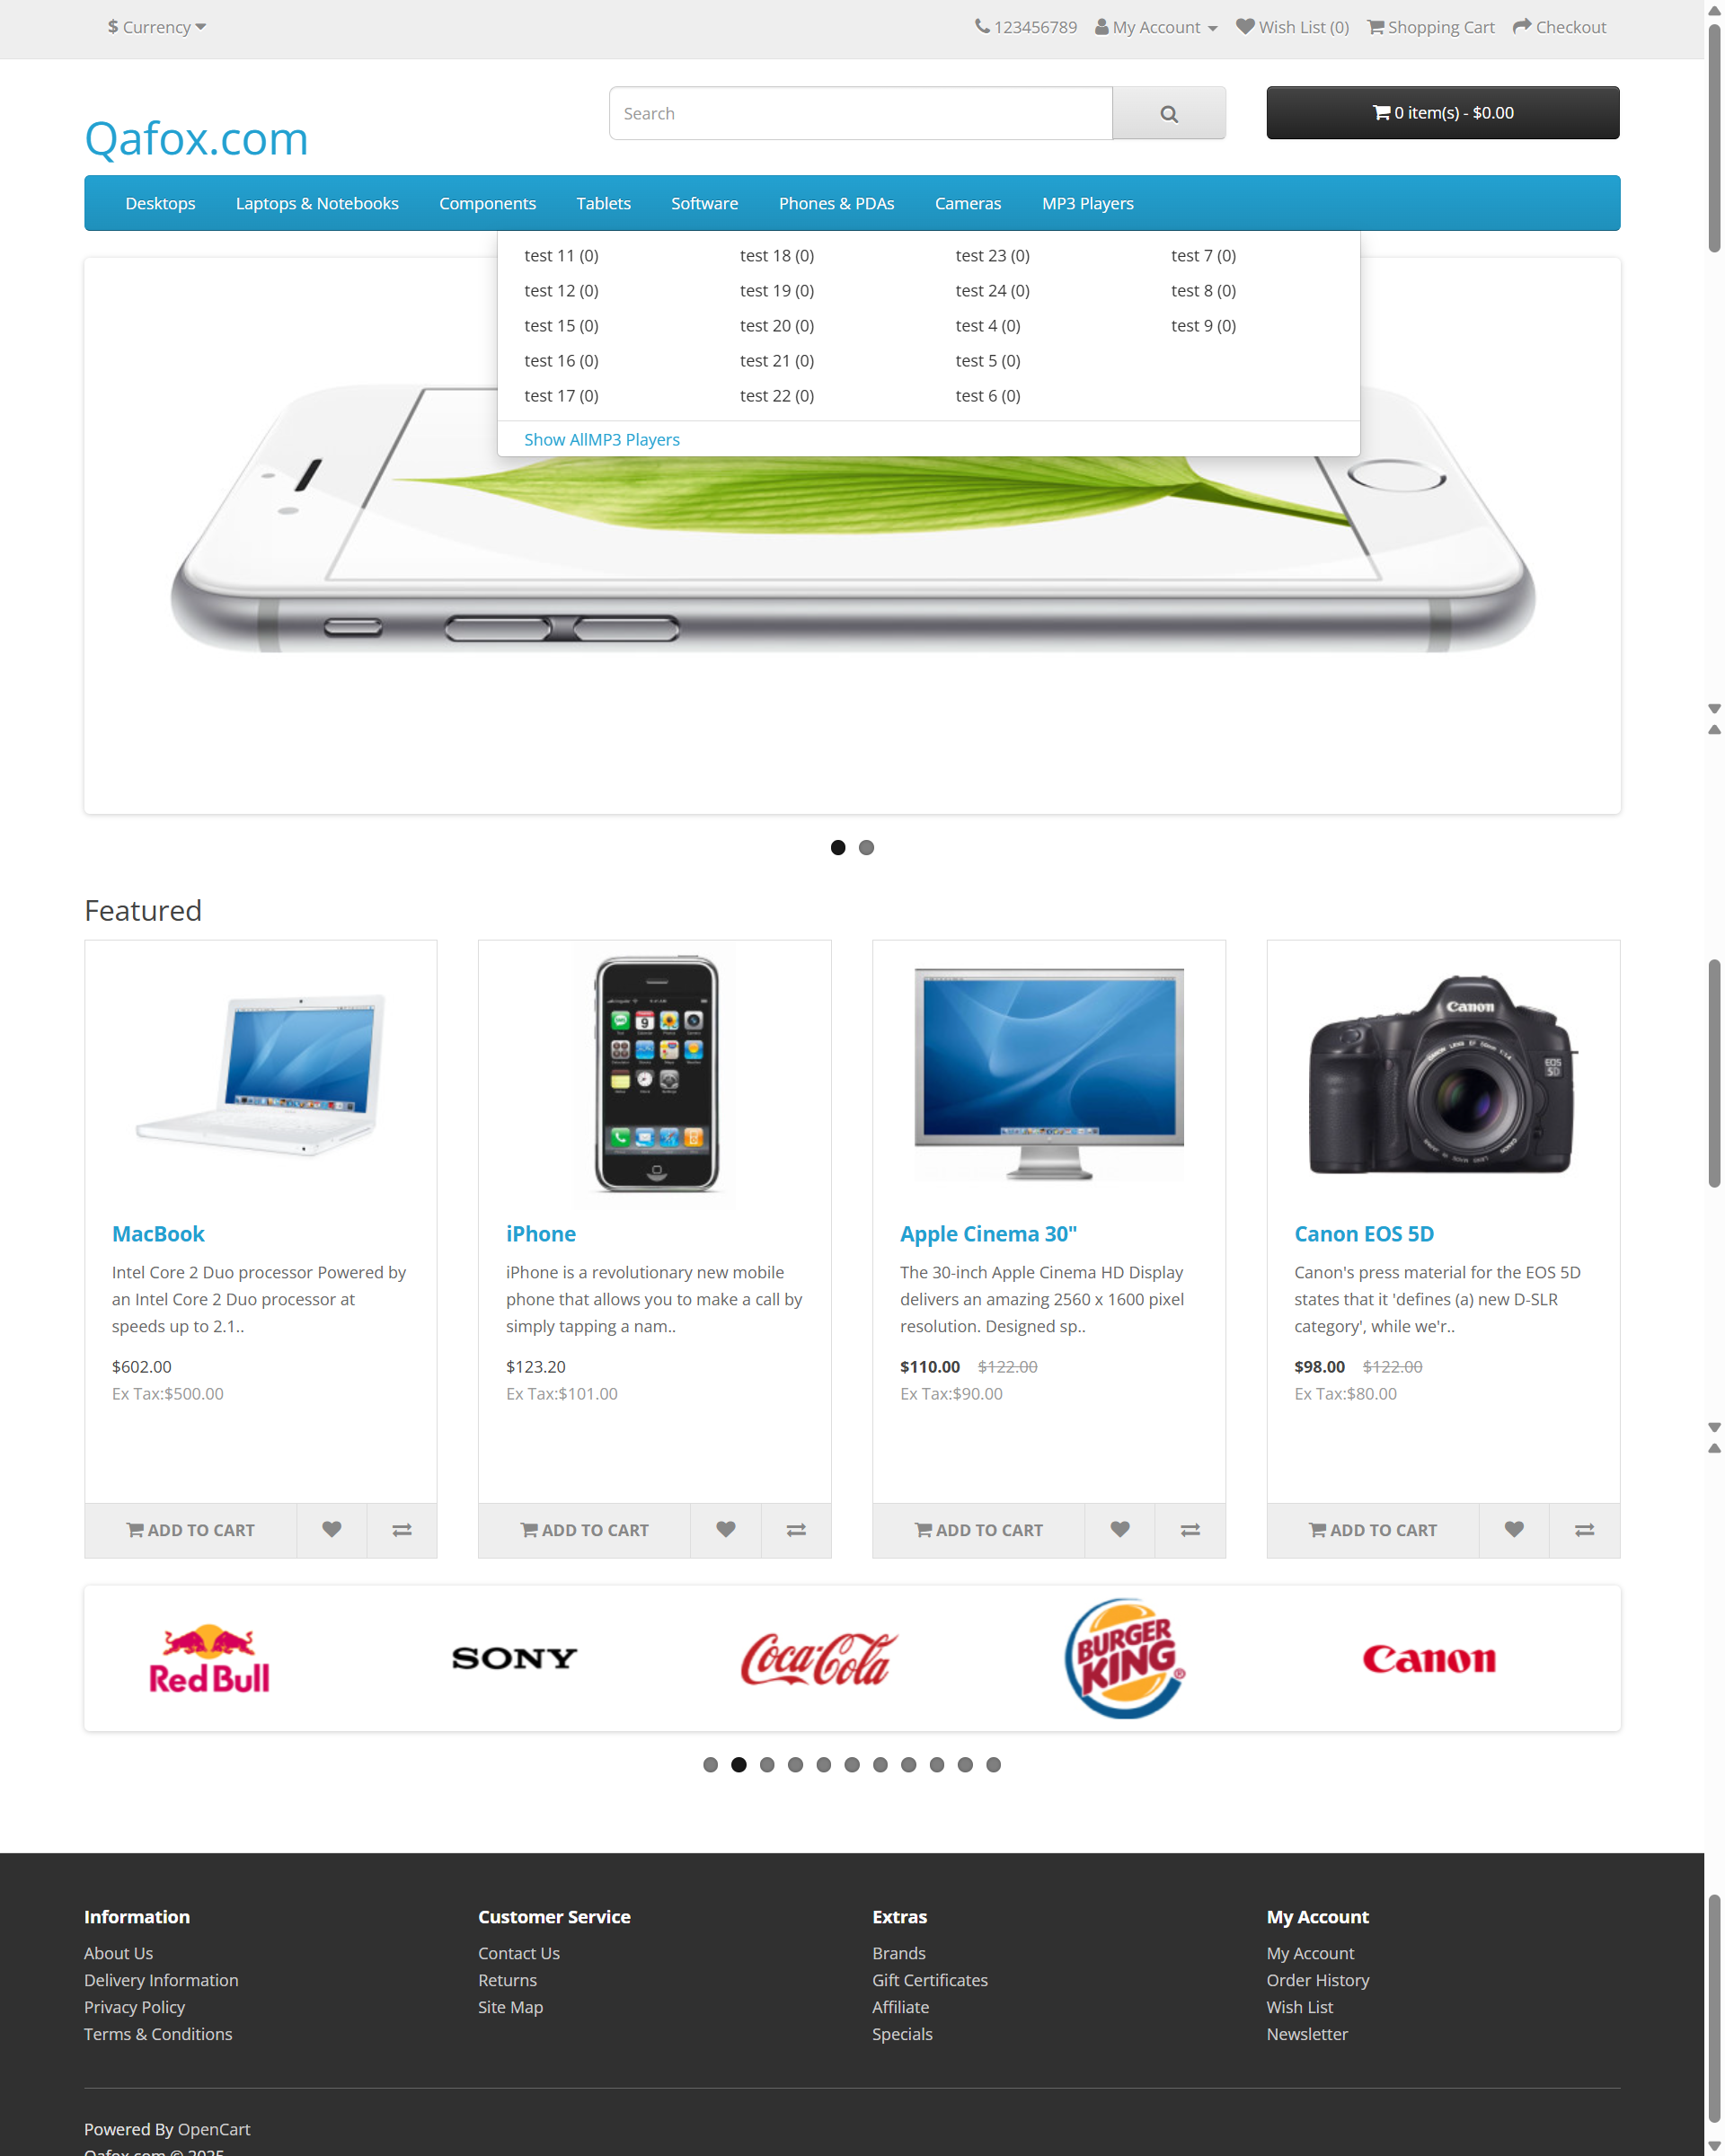 $ Currency
123456789 My Account Wish List (0) Shopping Cart Checkout
Qafox.com
Search
0 item(s) - $0.00
Desktops Laptops & Notebooks Components Tablets Software Phones & PDAs Cameras MP3 Players
test 11 (0) test 18 (0) test 23 (0) test 7 (0)
test 12 (0) test 19 (0) test 24 (0) test 8 (0)
test 15 (0) test 20 (0) test 4 (0) test 9 (0)
test 16 (0) test 21 (0) test 5 (0)
test 17 (0) test 22 (0) test 6 (0)
Show AllMP3 Players
Featured
Canon
EOS
5D
MacBook
Intel Core 2 Duo processor Powered by
an Intel Core 2 Duo processor at
speeds up to 2.1..
$602.00
Ex Tax:$500.00
ADD TO CART
iPhone
iPhone is a revolutionary new mobile
phone that allows you to make a call by
simply tapping a nam..
$123.20
Ex Tax:$101.00
ADD TO CART
Apple Cinema 30"
The 30-inch Apple Cinema HD Display
delivers an amazing 2560 x 1600 pixel
resolution. Designed sp..
$110.00 $122.00
Ex Tax:$90.00
ADD TO CART
Canon EOS 5D
Canon's press material for the EOS 5D
states that it 'defines (a) new D-SLR
category', while we'r..
$98.00 $122.00
Ex Tax:$80.00
ADD TO CART
Red Bull
SONY
Coca-Cola
BURGER
KING®
Canon
Information
About Us
Delivery Information
Privacy Policy
Terms & Conditions
Customer Service
Contact Us
Returns
Site Map
Extras
Brands
Gift Certificates
Affiliate
Specials
My Account
My Account
Order History
Wish List
Newsletter
Powered By OpenCart
Qafox.com © 2025